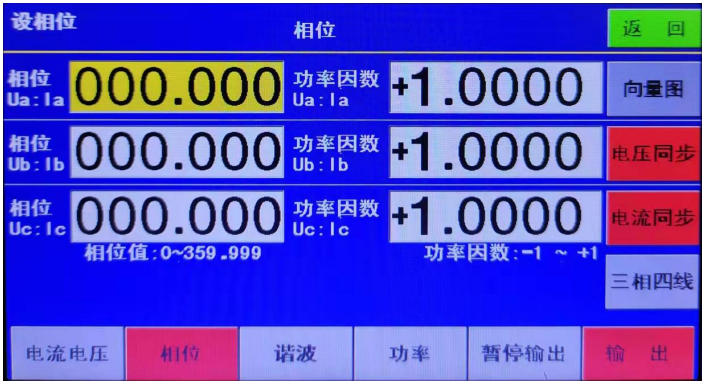 设相位
相位
返 回
相位
Ua:Ia
000.000
功率因数
Ua:Ia
+1.0000
向量图
相位
Ub:Ib
000.000
功率因数
Ub:Ib
+1.0000
电压同步
相位
Uc:Ic
000.000
功率因数
Uc:Ic
+1.0000
电流同步
相位值:0~359.999
功率因数:-1 ~ +1
三相四线
电流电压
相位
谐波
功率
暂停输出
输 出